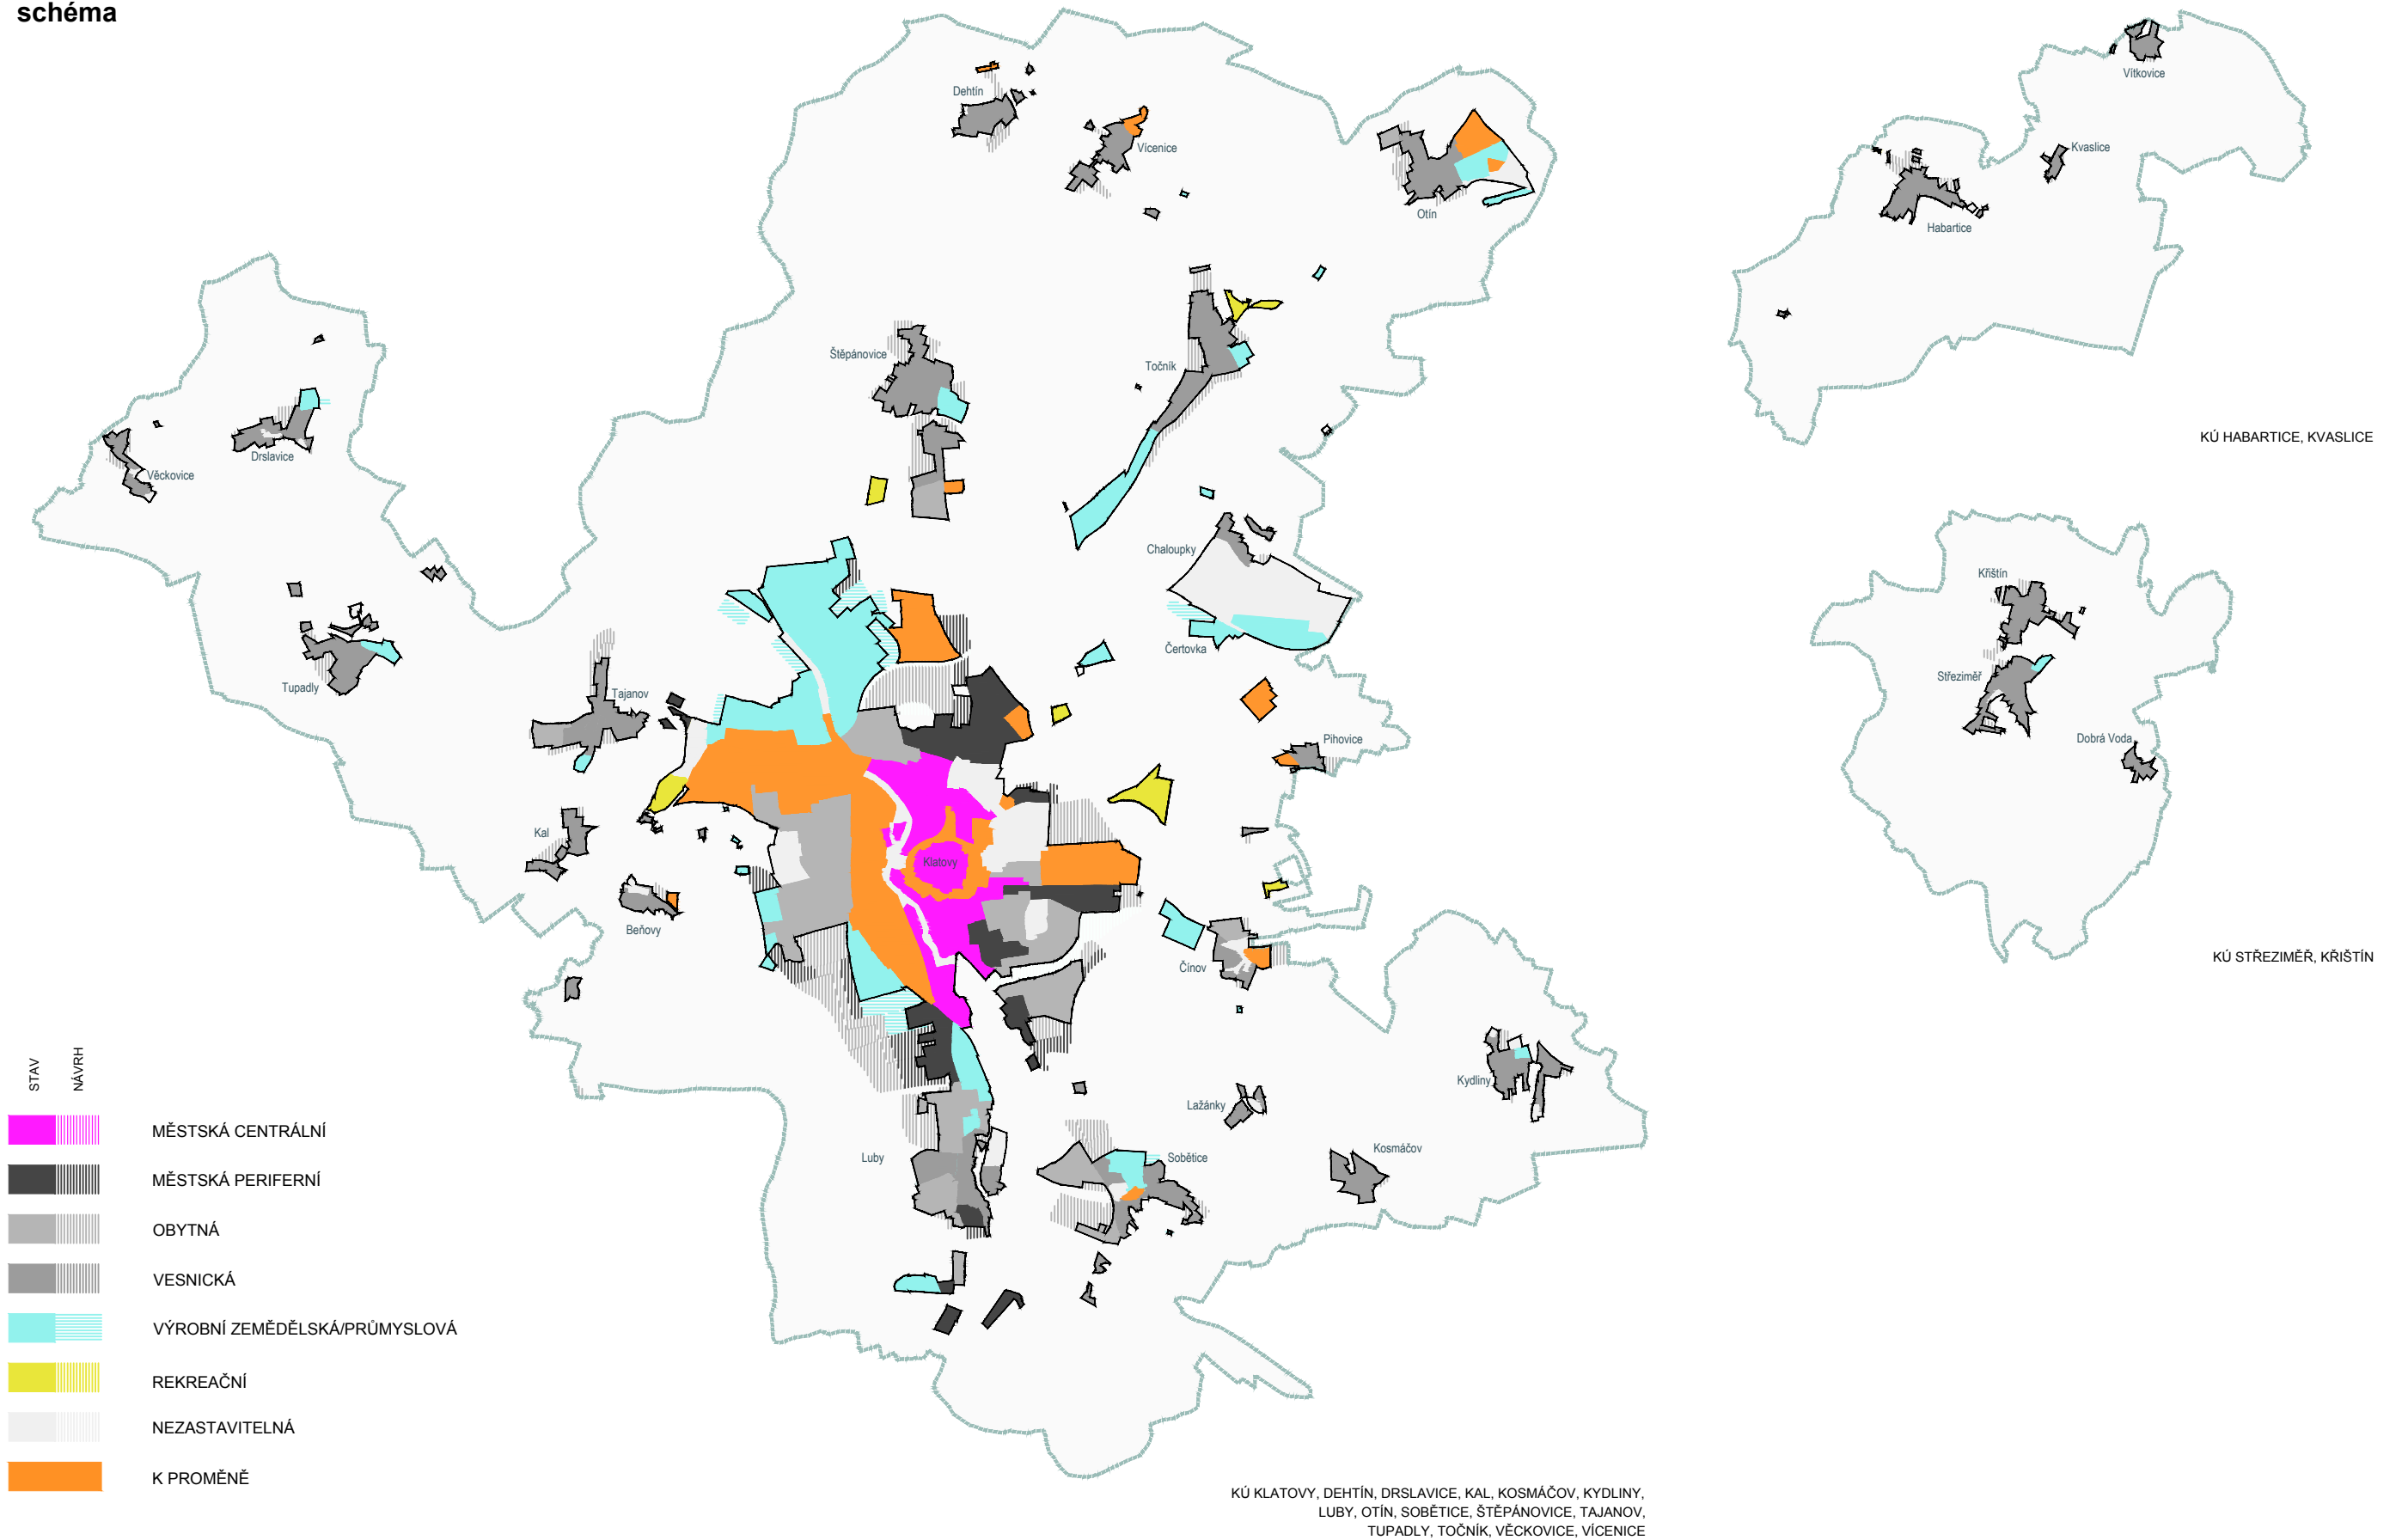 schéma
Dehtín
Vícenice
Otín
Vítkovice
Kvaslice
Habartice
KÚ HABARTICE, KVASLICE
Štěpánovice
Točník
Drslavice
Věckovice
Chaloupky
Čertovka
Tupadly
Tajanov
Pihovice
Křištín
Střeziměř
Dobrá Voda
KÚ STŘEZIMĚŘ, KŘIŠTÍN
Kal
Klatovy
Beňovy
Čínov
Kydliny
Lažánky
Kosmáčov
Luby
Sobětice
STAV
NÁVRH
MĚSTSKÁ CENTRÁLNÍ
MĚSTSKÁ PERIFERNÍ
OBYTNÁ
VESNICKÁ
VÝROBNÍ ZEMĚDĚLSKÁ/PRŮMYSLOVÁ
REKREAČNÍ
NEZASTAVITELNÁ
K PROMĚNĚ
KÚ KLATOVY, DEHTÍN, DRSLAVICE, KAL, KOSMÁČOV, KYDLINY,
LUBY, OTÍN, SOBĚTICE, ŠTĚPÁNOVICE, TAJANOV,
TUPADLY, TOČNÍK, VĚCKOVICE, VÍCENICE